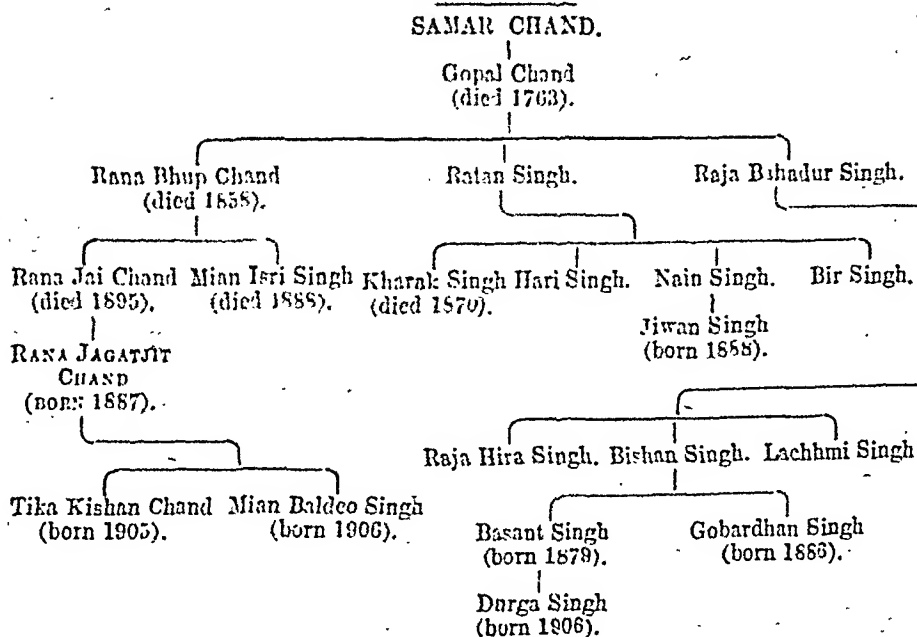 SAMAR CHAND.
Gopal Chand
(died 1763).
Rana Bhup Chand
(died 1858).
Ratan Singh.
Raja Bahadur Singh.
Rana Jai Chand
(died 1895).
Mian Isri Singh
(died 1888).
Kharak Singh
(died 1870).
Hari Singh.
Nain Singh.
Bir Singh.
Jiwan Singh
(born 1888).
RANA JAGATJIT
CHAND
(BORN 1887).
Raja Hira Singh.
Bishan Singh.
Lachhmi Singh
Tika Kishan Chand
(born 1905).
Mian Baldeo Singh
(born 1906).
Basant Singh
(born 1879).
Gobardhan Singh
(born 1886).
Durga Singh
(born 1906).